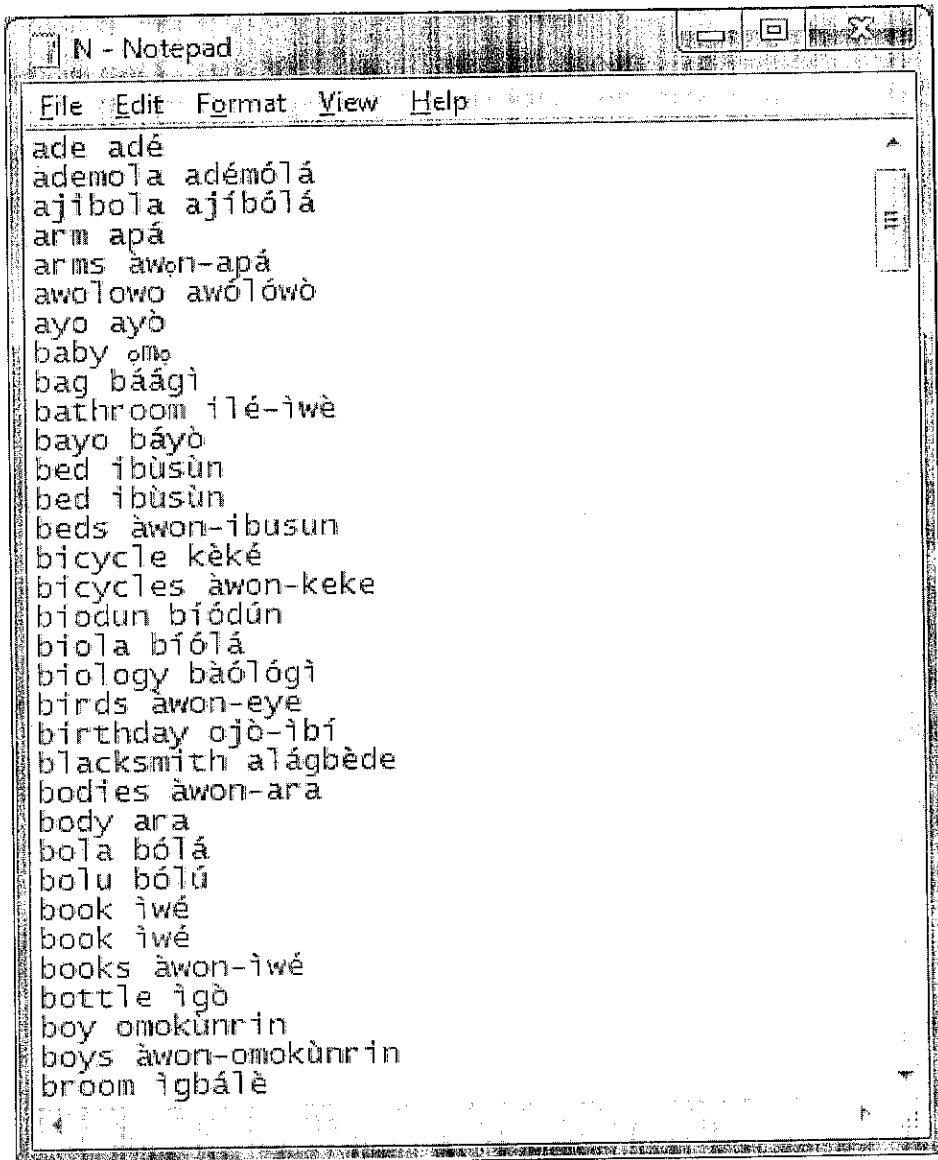 N - Notepad
File Edit Format View Help
ade adé
ademola adémólá
ajibola ajíbólá
arm apá
arms àwọn-apá
awolowo awólówò
ayo ayò
baby ọmọ
bag báágì
bathroom ilé-ìwè
bayo báyò
bed ibùsùn
bed ibùsùn
beds àwon-ibusun
bicycle kèké
bicycles àwon-keke
biodun bíódún
biola bíólá
biology bàólógì
birds àwon-eye
birthday ojò-ìbí
blacksmith alágbède
bodies àwon-ara
body ara
bola bólá
bolu bólú
book ìwé
book ìwé
books àwon-ìwé
bottle ìgò
boy omokùnrin
boys àwon-omokùnrin
broom ìgbálè